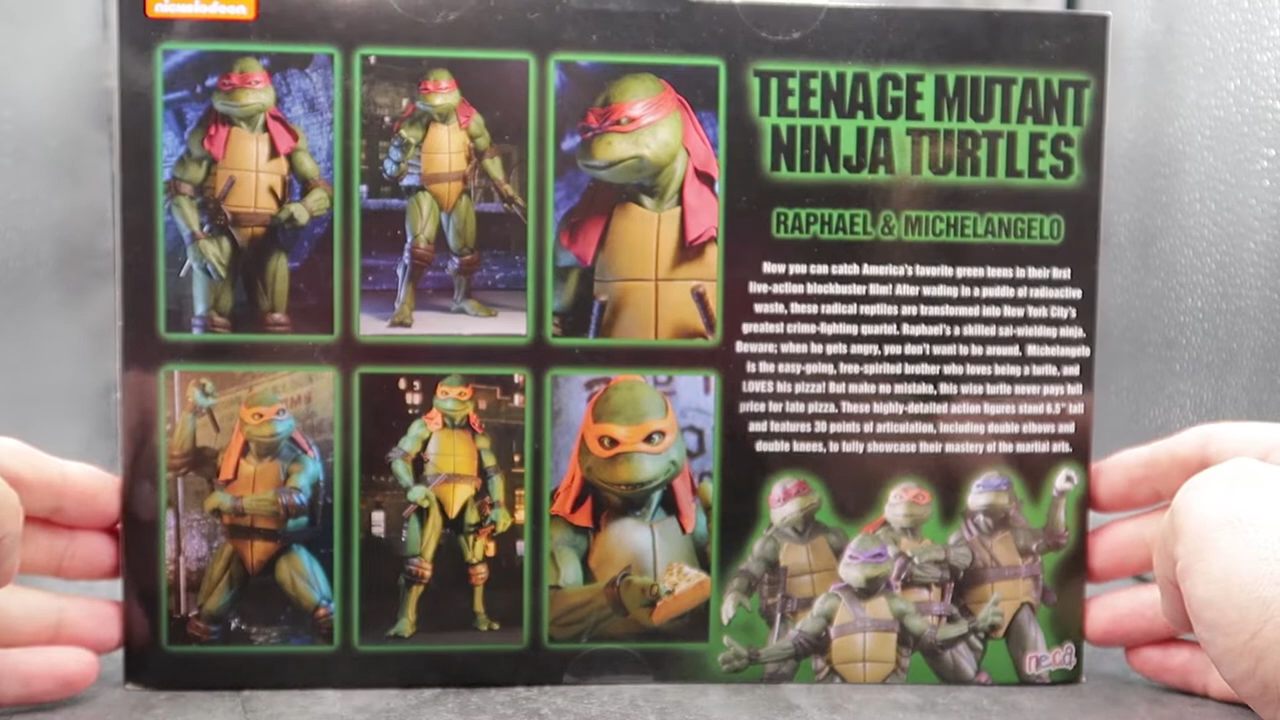 nickelodeon
TEENAGE MUTANT
NINJA TURTLES
RAPHAEL & MICHELANGELO
Now you can catch America's favorite green teens in their first
live-action blockbuster film! After wading in a puddle of radioactive
waste, these radical reptiles are transformed into New York City's
greatest crime-fighting quartet. Raphael's a skilled sai-wielding ninja.
Beware; when he gets angry, you don't want to be around. Michelangelo
is the easy-going, free-spirited brother who loves being a turtle, and
LOVES his pizza! But make no mistake, this wise turtle never pays full
price for late pizza. These highly-detailed action figures stand 6.5" tall
and features 30 points of articulation, including double elbows and
double knees, to fully showcase their mastery of the martial arts.
neca